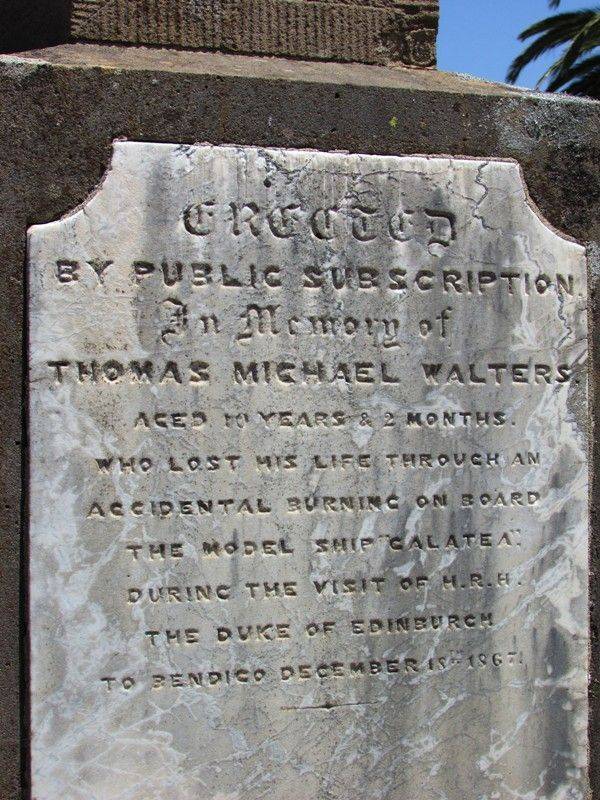 ERECTED
BY PUBLIC SUBSCRIPTION
In Memory of
THOMAS MICHAEL WALTERS.
AGED 10 YEARS & 2 MONTHS.
WHO LOST HIS LIFE THROUGH AN
ACCIDENTAL BURNING ON BOARD
THE MODEL SHIP "GALATEA".
DURING THE VISIT OF H.R.H.
THE DUKE OF EDINBURGH
TO BENDIGO DECEMBER 18TH 1867.